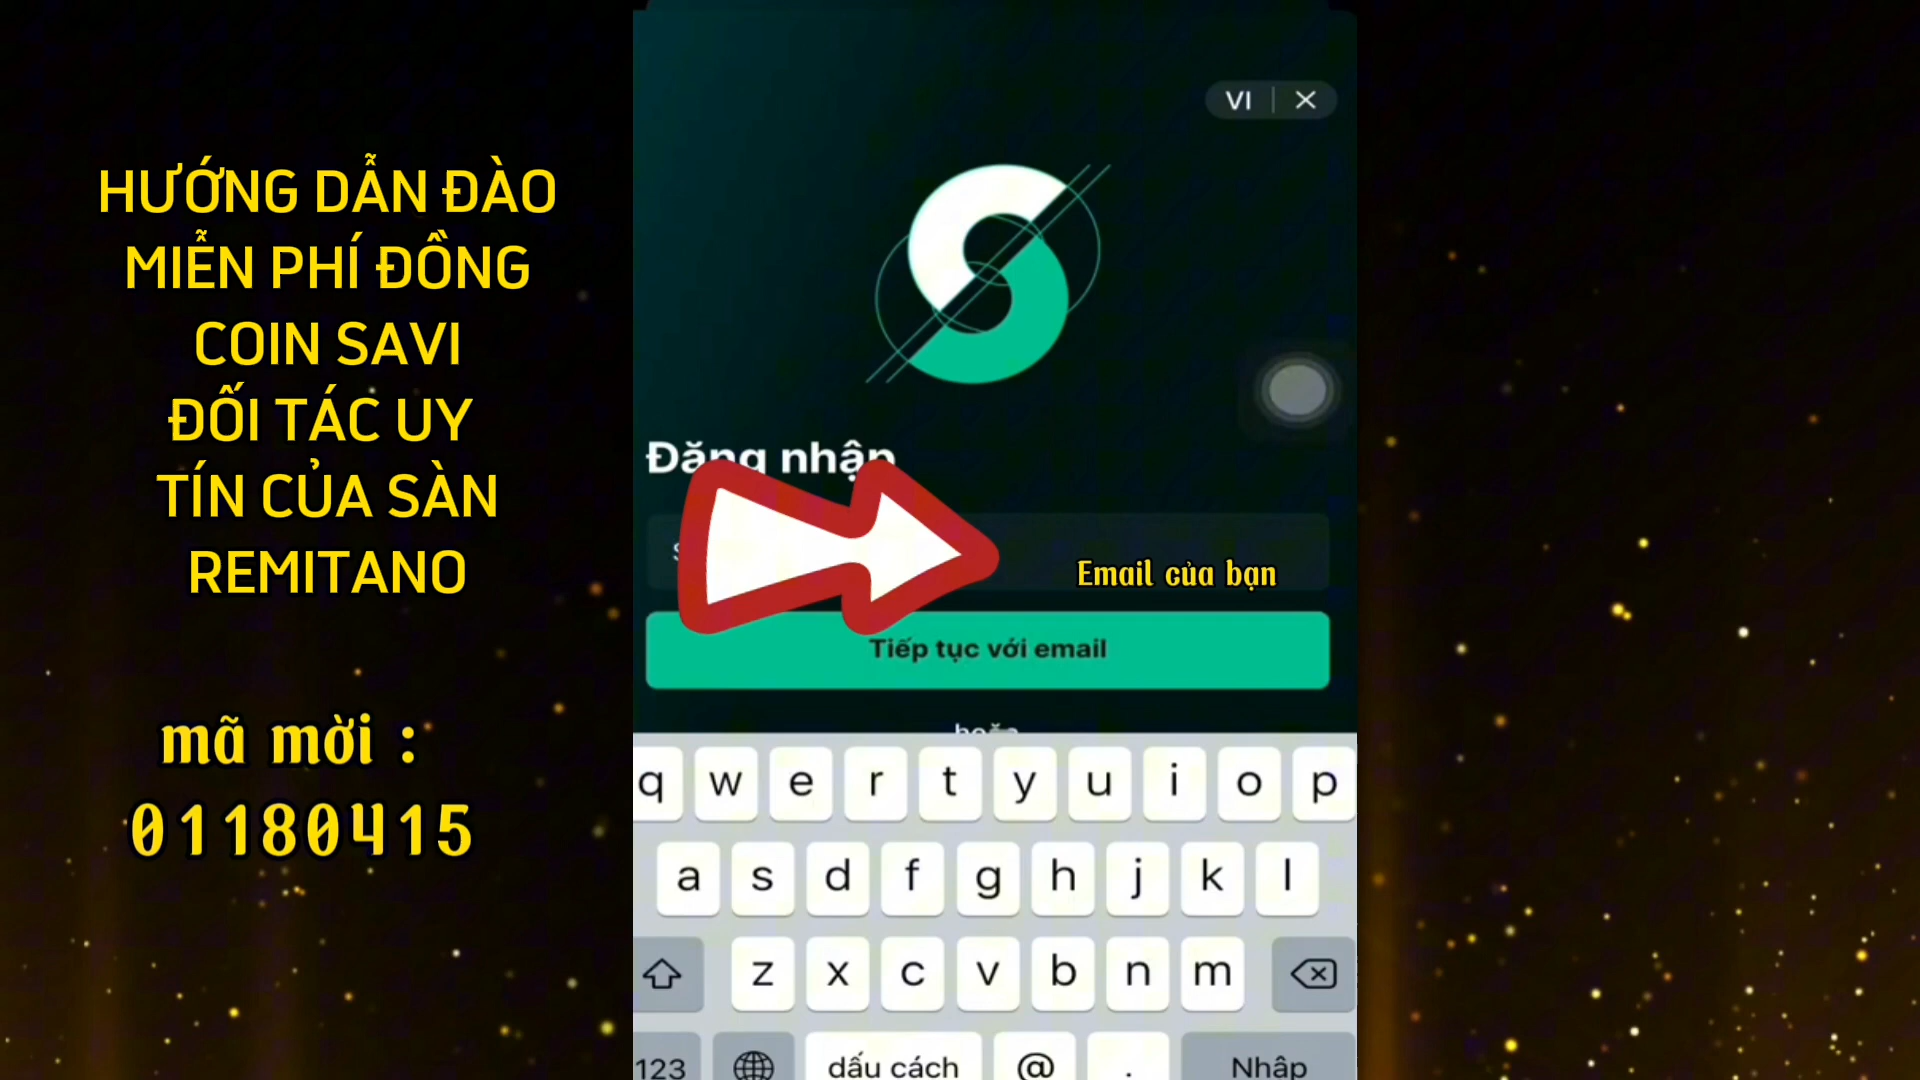 HƯỚNG DẪN ĐÀO
MIỄN PHÍ ĐỒNG
COIN SAVI
ĐỐI TÁC UY
TÍN CỦA SÀN
REMITANO
mã mời :
01180415
VI
Đăng nhập
Email của bạn
Tiếp tục với email
hoặc
q w e r t y u i o p
a s d f g h j k l
z x c v b n m
123 dấu cách @ . Nhập